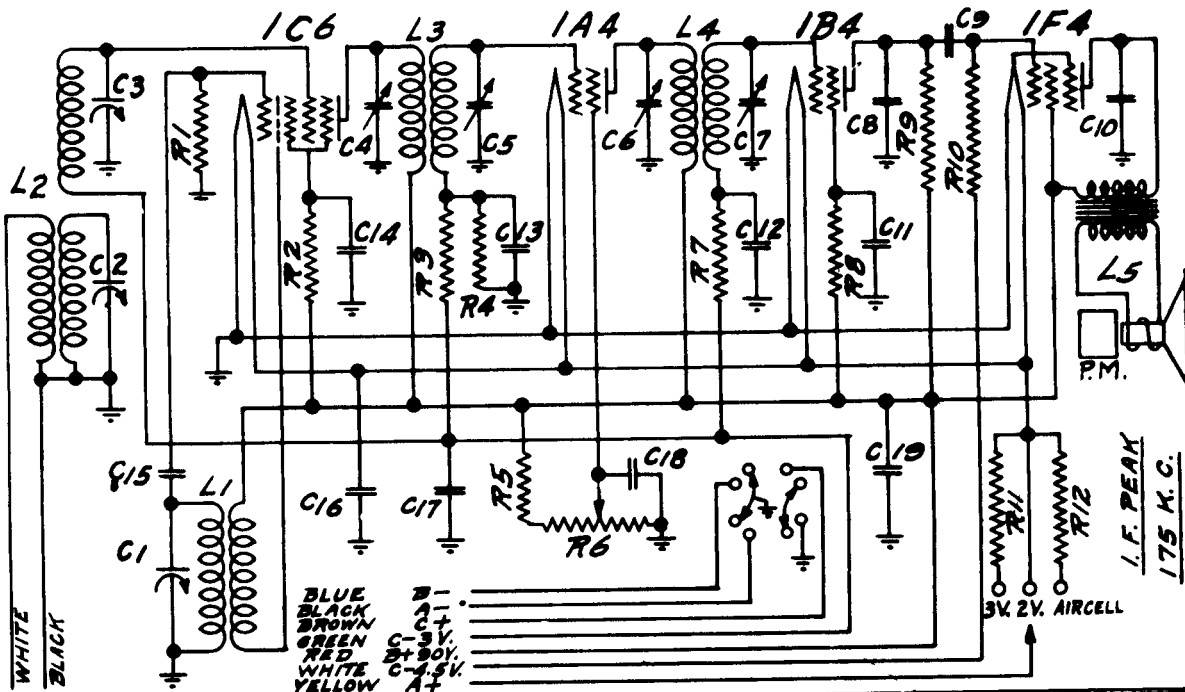 1C6
L3
1A4
L4
1B4
C9
1F4
C3
R1
C4
C5
C6
C7
C8
R9
R10
C10
L2
C2
R2
C14
R3
C13
R4
R7
C12
R8
C11
L5
P.M.
C15
L1
C16
C17
R5
C18
R6
C19
R11
R12
I.F. PEAK
175 K.C.
C1
3V. 2V. AIRCELL
WHITE
BLACK
BLUE B-
BLACK A-
BROWN C+
GREEN C-3V.
RED B+90V.
WHITE C-4.5V.
YELLOW A+